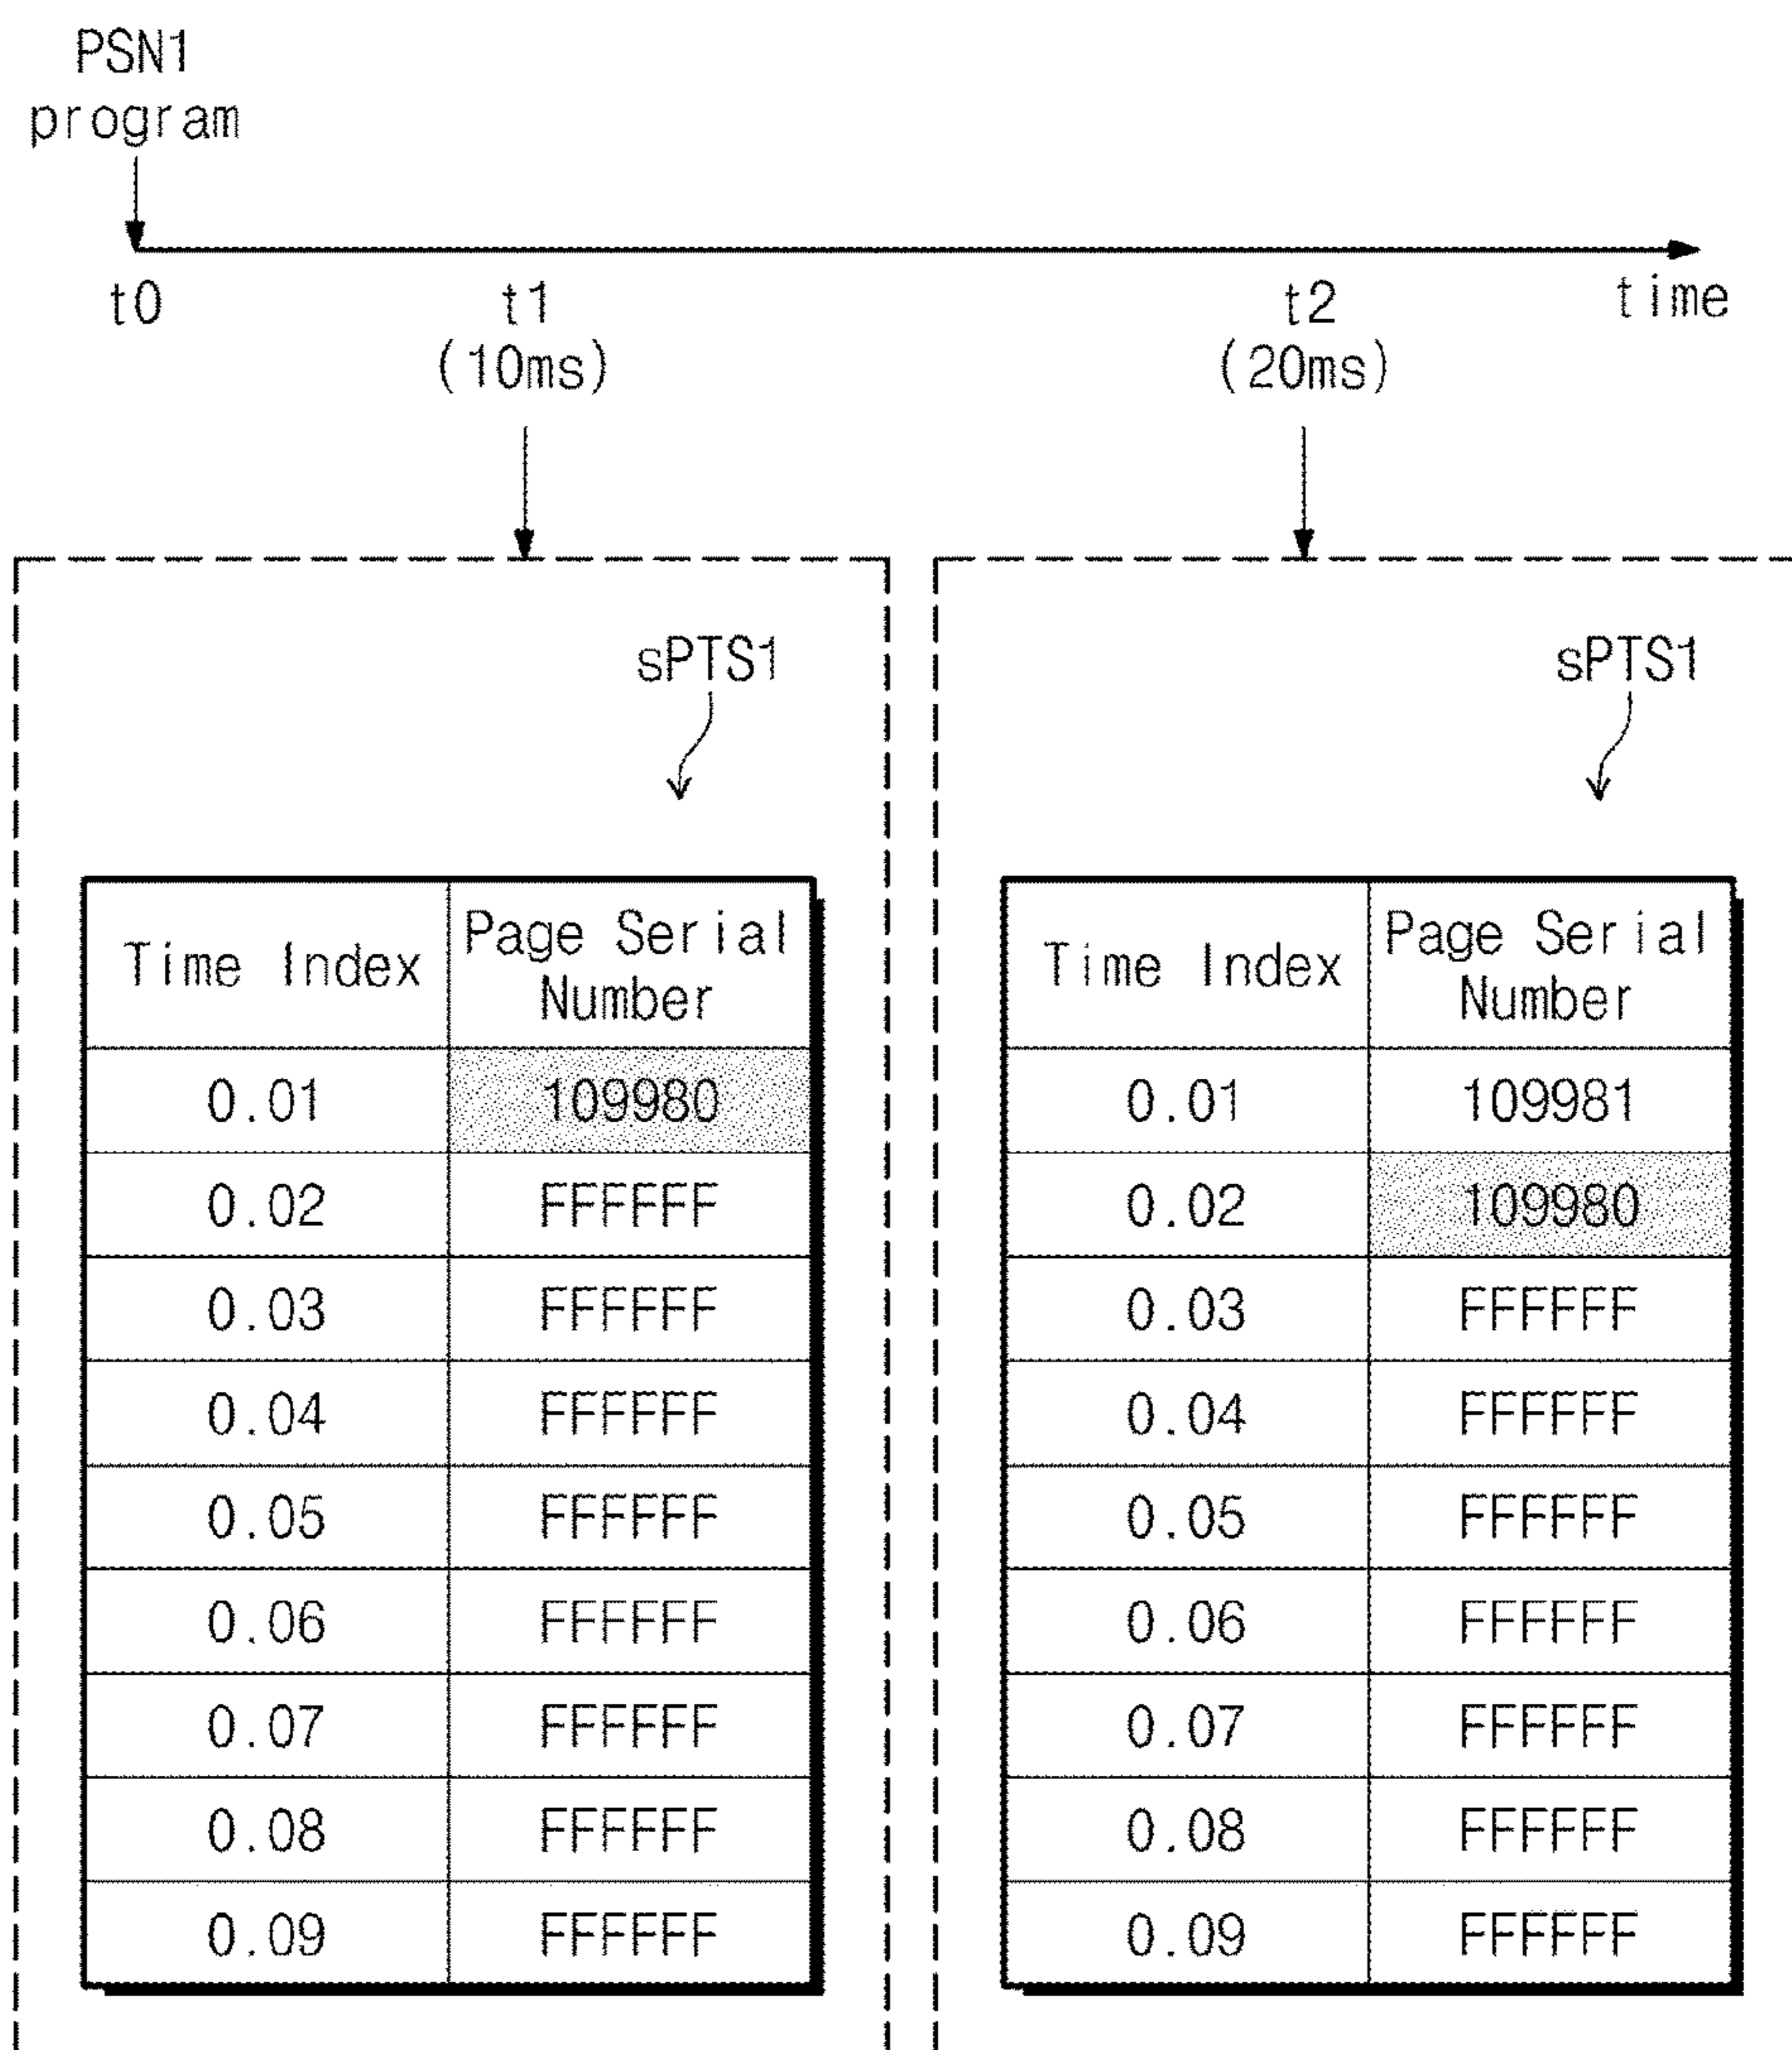 PSN1
program
t0
t1
(10ms)
t2
(20ms)
time
sPTS1
Time Index
Page Serial
Number
0.01 109980
0.02 FFFFFF
0.03 FFFFFF
0.04 FFFFFF
0.05 FFFFFF
0.06 FFFFFF
0.07 FFFFFF
0.08 FFFFFF
0.09 FFFFFF
sPTS1
Time Index
Page Serial
Number
0.01 109981
0.02 109980
0.03 FFFFFF
0.04 FFFFFF
0.05 FFFFFF
0.06 FFFFFF
0.07 FFFFFF
0.08 FFFFFF
0.09 FFFFFF